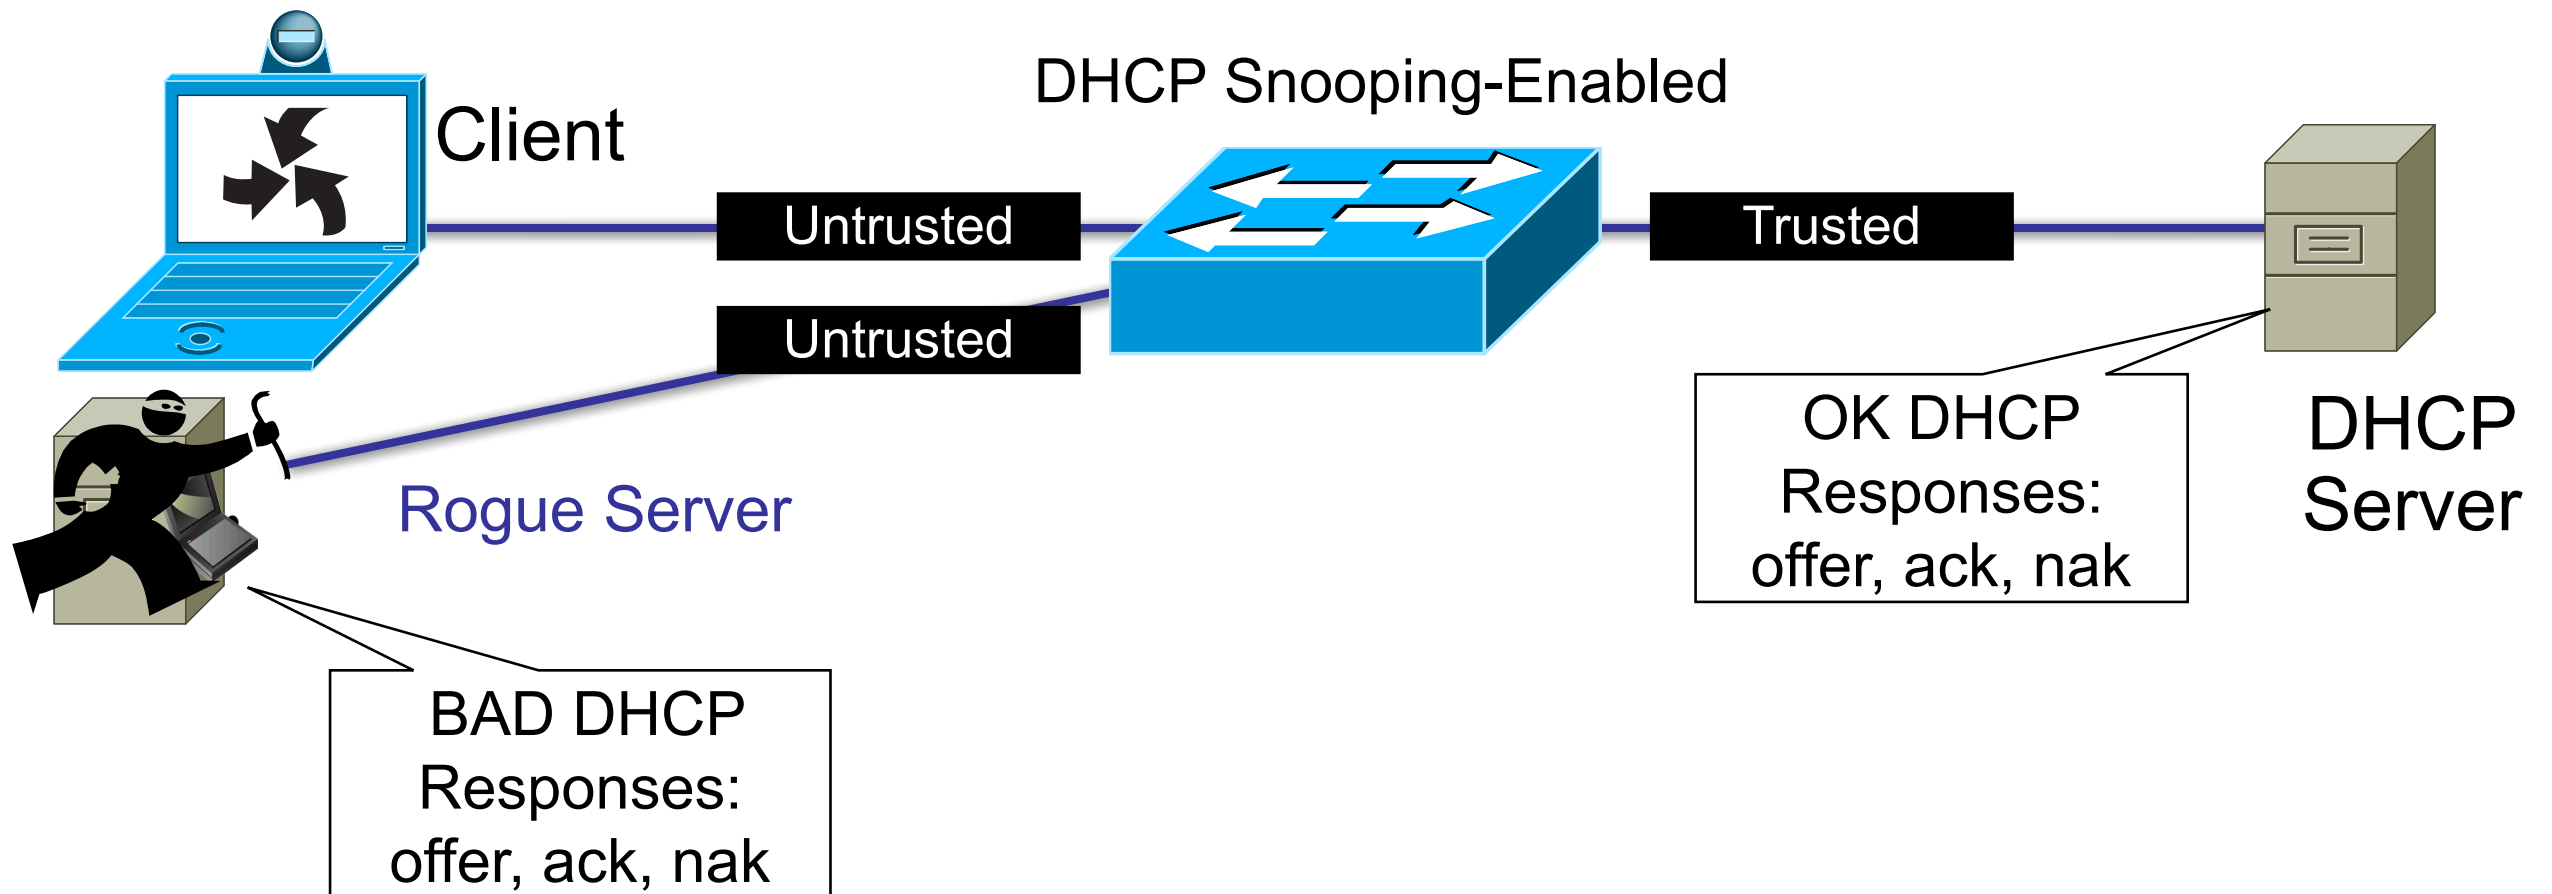 Client
DHCP Snooping-Enabled
Untrusted
Trusted
Untrusted
Rogue Server
OK DHCP
Responses:
offer, ack, nak
DHCP
Server
BAD DHCP
Responses:
offer, ack, nak